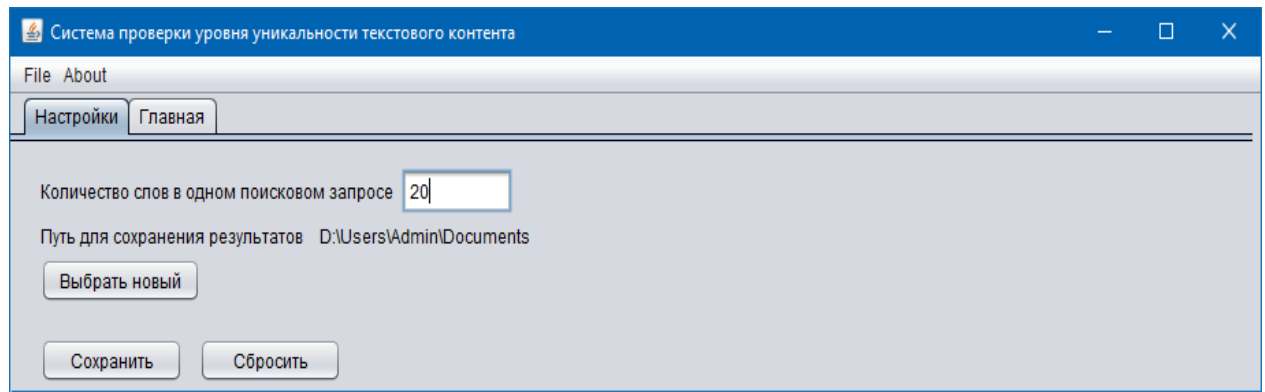 Система проверки уровня уникальности текстового контента
File About
Настройки Главная
Количество слов в одном поисковом запросе 20
Путь для сохранения результатов D:\Users\Admin\Documents
Выбрать новый
Сохранить Сбросить